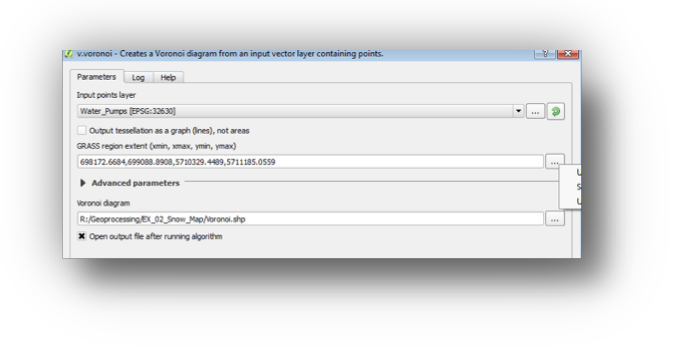 v.voronoi - Creates a Voronoi diagram from an input vector layer containing points.
Parameters Log Help
Input points layer
Water_Pumps [EPSG:32630]
...
Output tessellation as a graph (lines), not areas
GRASS region extent (xmin, xmax, ymin, ymax)
698172.6684,699088.8908,5710329.4489,5711185.0559
...
U
S
Advanced parameters
U
Voronoi diagram
R:/Geoprocessing/EX_02_Snow_Map/Voronoi.shp
...
Open output file after running algorithm